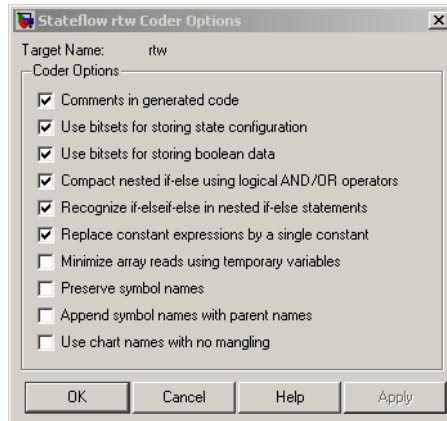 Stateflow rtw Coder Options
Target Name: rtw
Coder Options
Comments in generated code
Use bitsets for storing state configuration
Use bitsets for storing boolean data
Compact nested if-else using logical AND/OR operators
Recognize if-elseif-else in nested if-else statements
Replace constant expressions by a single constant
Minimize array reads using temporary variables
Preserve symbol names
Append symbol names with parent names
Use chart names with no mangling
OK Cancel Help Apply